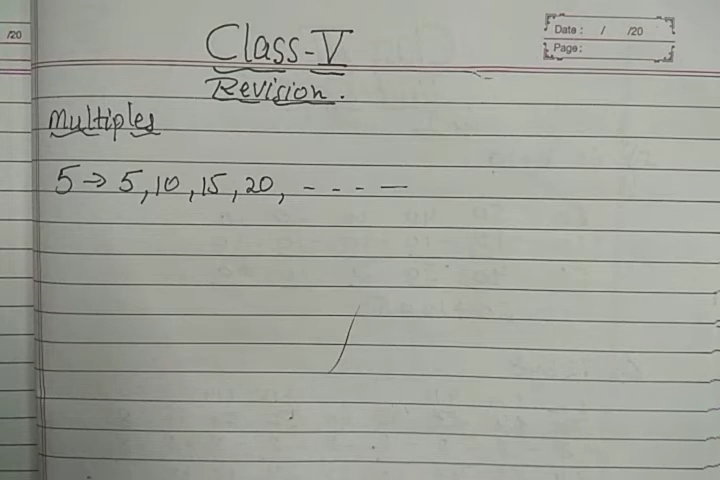 /20
Date : / /20
Page:
Class-V
Revision.
Multiples
5 → 5, 10, 15, 20, - - - -